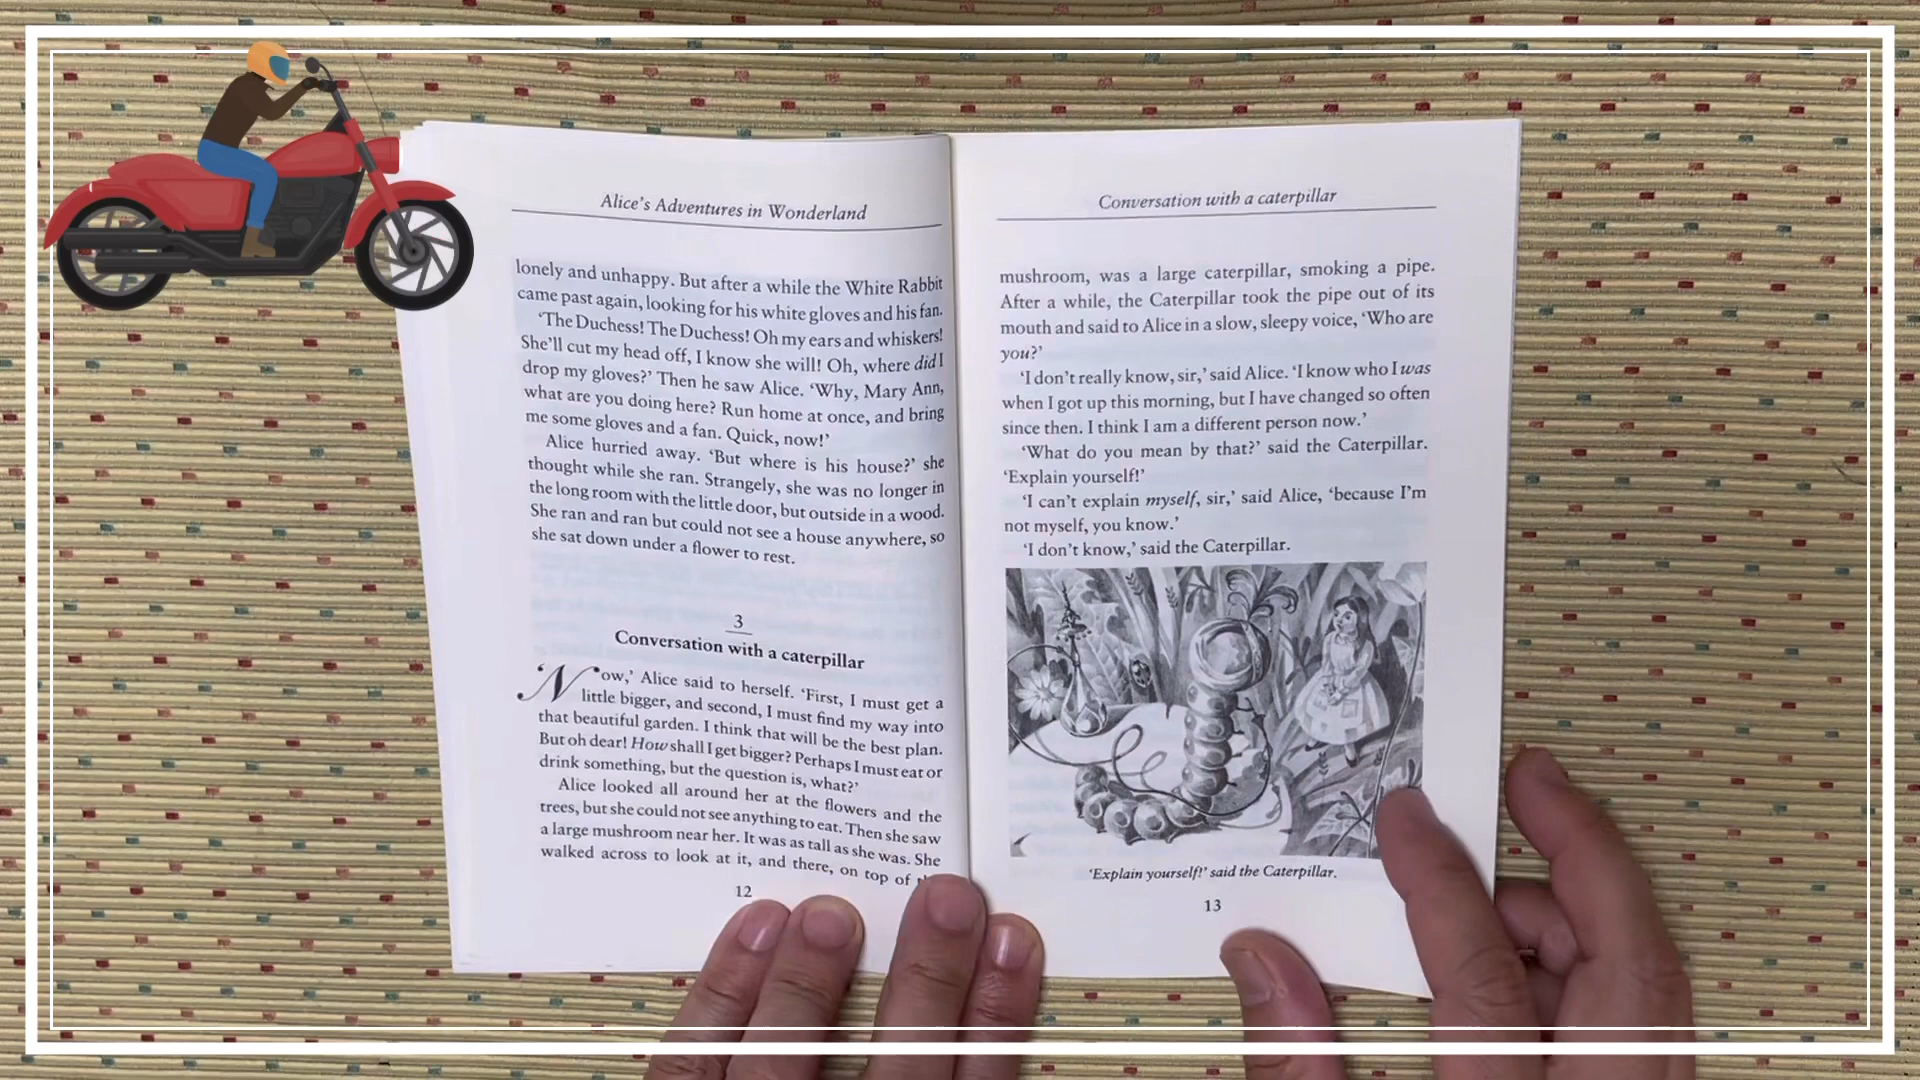 Alice's Adventures in Wonderland
lonely and unhappy. But after a while the White Rabbit
came past again, looking for his white gloves and his fan.
'The Duchess! The Duchess! Oh my ears and whiskers!
She'll cut my head off, I know she will! Oh, where did I
drop my gloves?' Then he saw Alice. 'Why, Mary Ann,
what are you doing here? Run home at once, and bring
me some gloves and a fan. Quick, now!'
Alice hurried away. 'But where is his house?' she
thought while she ran. Strangely, she was no longer in
the long room with the little door, but outside in a wood.
She ran and ran but could not see a house anywhere, so
she sat down under a flower to rest.
3
Conversation with a caterpillar
'Now,' Alice said to herself. 'First, I must get a
little bigger, and second, I must find my way into
that beautiful garden. I think that will be the best plan.
But oh dear! How shall I get bigger? Perhaps I must eat or
drink something, but the question is, what?'
Alice looked all around her at the flowers and the
trees, but she could not see anything to eat. Then she saw
a large mushroom near her. It was as tall as she was. She
walked across to look at it, and there, on top of
12
Conversation with a caterpillar
mushroom, was a large caterpillar, smoking a pipe.
After a while, the Caterpillar took the pipe out of its
mouth and said to Alice in a slow, sleepy voice, 'Who are
you?'
'I don't really know, sir,' said Alice. 'I know who I was
when I got up this morning, but I have changed so often
since then. I think I am a different person now.'
'What do you mean by that?' said the Caterpillar.
'Explain yourself!'
'I can't explain myself, sir,' said Alice, 'because I'm
not myself, you know.'
'I don't know,' said the Caterpillar.
'Explain yourself!' said the Caterpillar.
13